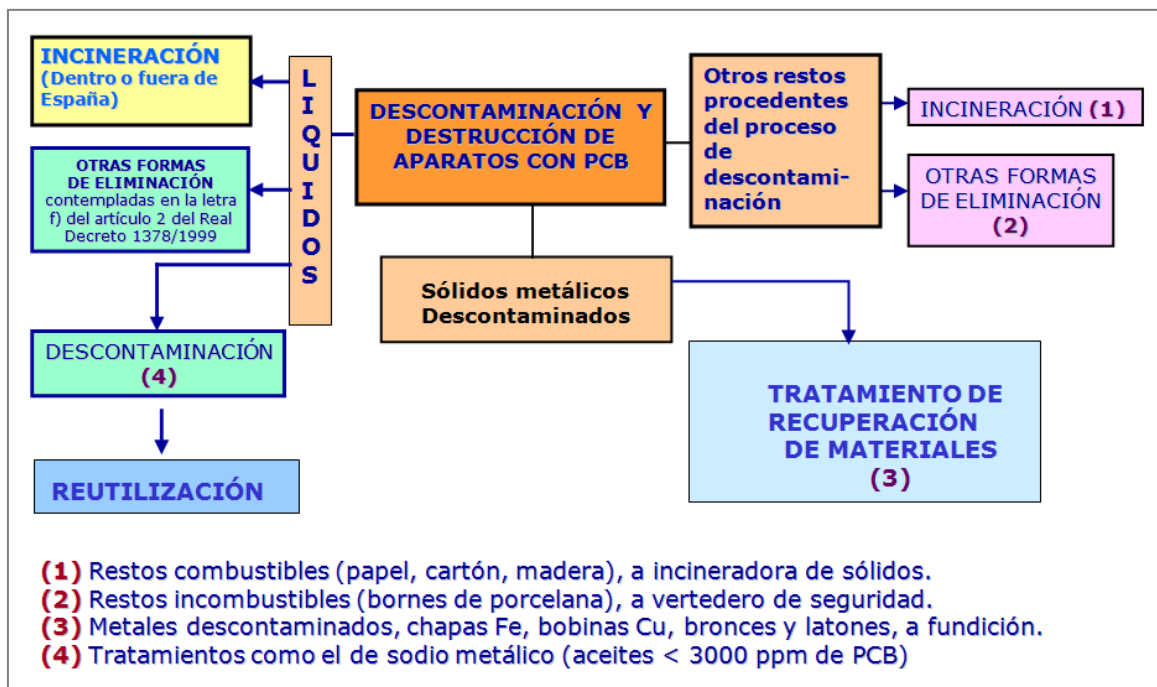 INCINERACIÓN
(Dentro o fuera de
España)
OTRAS FORMAS
DE ELIMINACIÓN
contempladas en la letra
f) del artículo 2 del Real
Decreto 1378/1999
DESCONTAMINACIÓN
(4)
REUTILIZACIÓN
L
I
Q
U
I
D
O
S
DESCONTAMINACIÓN Y
DESTRUCCIÓN DE
APARATOS CON PCB
Sólidos metálicos
Descontaminados
Otros restos
procedentes
del proceso
de
descontami-
nación
INCINERACIÓN (1)
OTRAS FORMAS
DE ELIMINACIÓN
(2)
TRATAMIENTO DE
RECUPERACIÓN
DE MATERIALES
(3)
(1) Restos combustibles (papel, cartón, madera), a incineradora de sólidos.
(2) Restos incombustibles (bornes de porcelana), a vertedero de seguridad.
(3) Metales descontaminados, chapas Fe, bobinas Cu, bronces y latones, a fundición.
(4) Tratamientos como el de sodio metálico (aceites < 3000 ppm de PCB)